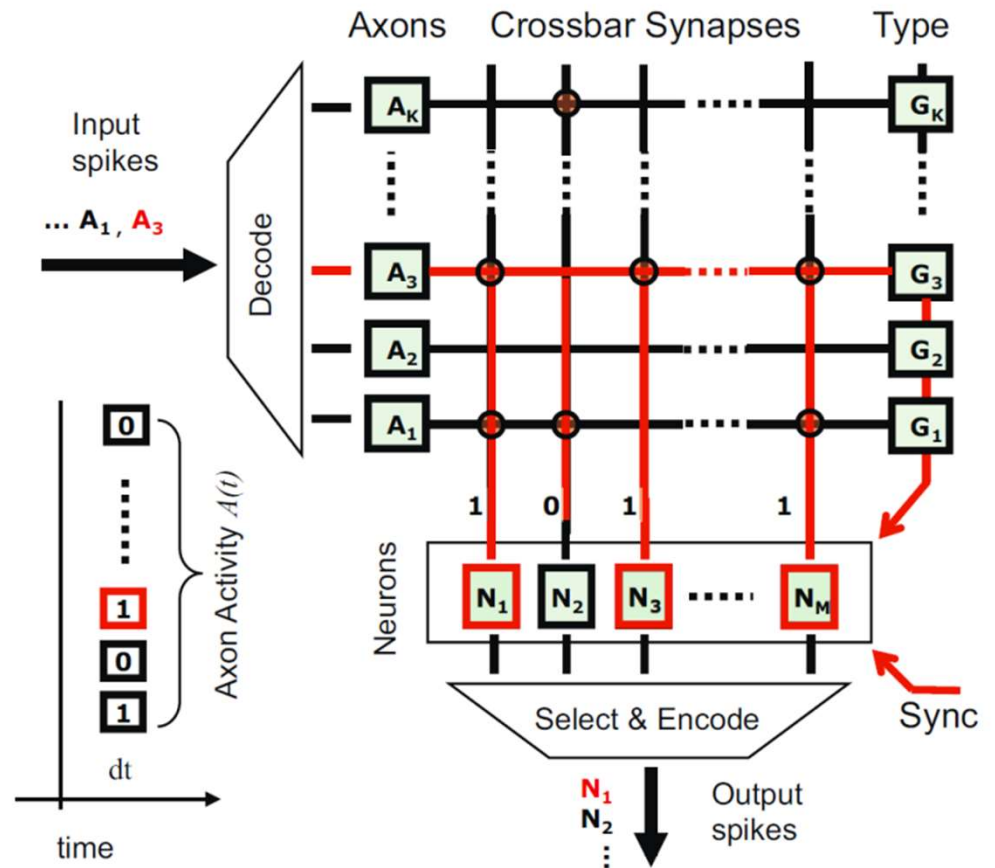 Axons Crossbar Synapses Type
Input
spikes
... A1, A3
Decode
AK GK
A3 G3
A2 G2
A1 G1
0
1
0
1
Axon Activity A(t)
dt
time
1 0 1 1
Neurons
N1 N2 N3 NM
Sync
Select & Encode
N1
N2
Output
spikes